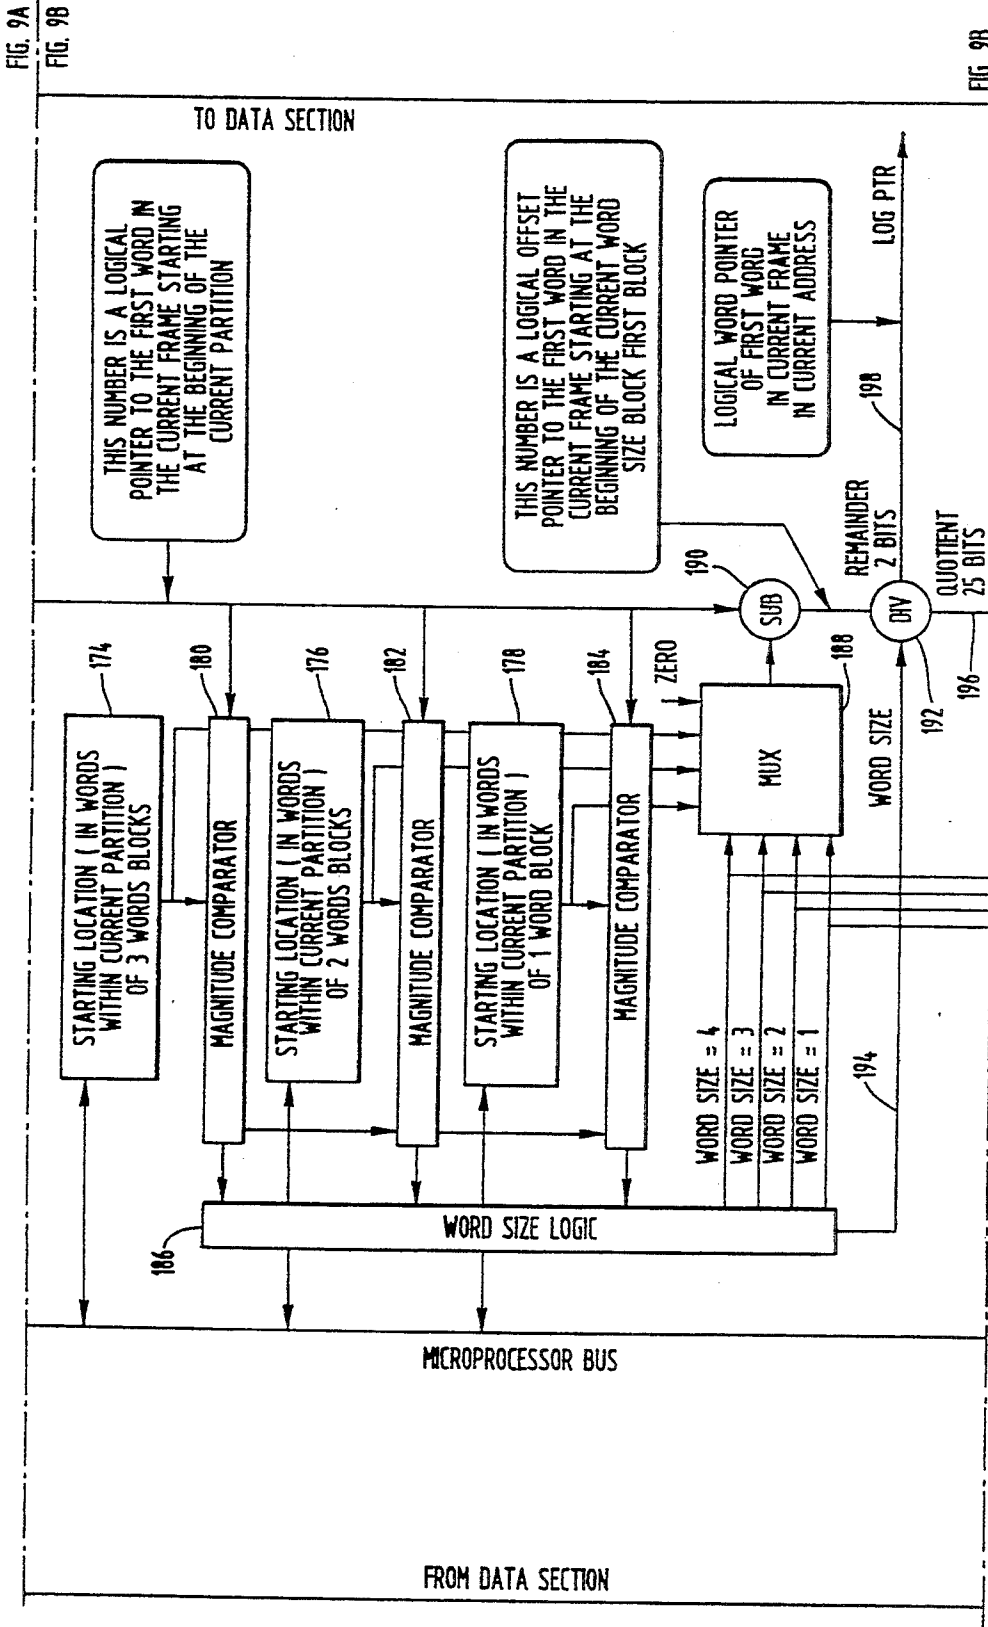 FIG. 9A
FIG. 9B
TO DATA SECTION
THIS NUMBER IS A LOGICAL
POINTER TO THE FIRST WORD IN
THE CURRENT FRAME STARTING
AT THE BEGINNING OF THE
CURRENT PARTITION
THIS NUMBER IS A LOGICAL OFFSET
POINTER TO THE FIRST WORD IN THE
CURRENT FRAME STARTING AT THE
BEGINNING OF THE CURRENT WORD
SIZE BLOCK FIRST BLOCK
LOGICAL WORD POINTER
OF FIRST WORD
IN CURRENT FRAME
IN CURRENT ADDRESS
LOG PTR
198
REMAINDER
2 BITS
QUOTIENT
25 BITS
190
SUB
DIV
192
196
174
STARTING LOCATION ( IN WORDS
WITHIN CURRENT PARTITION )
OF 3 WORDS BLOCKS
180
MAGNITUDE COMPARATOR
176
STARTING LOCATION ( IN WORDS
WITHIN CURRENT PARTITION )
OF 2 WORDS BLOCKS
182
MAGNITUDE COMPARATOR
178
STARTING LOCATION ( IN WORDS
WITHIN CURRENT PARTITION )
OF 1 WORD BLOCK
184
MAGNITUDE COMPARATOR
ZERO
MUX
188
WORD SIZE
WORD SIZE = 4
WORD SIZE = 3
WORD SIZE = 2
WORD SIZE = 1
194
186
WORD SIZE LOGIC
MICROPROCESSOR BUS
FROM DATA SECTION
FIG. 9B